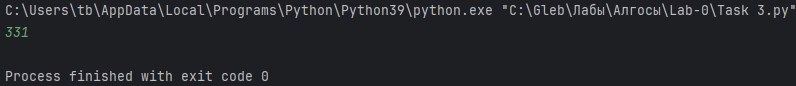 C:\Users\tb\AppData\Local\Programs\Python\Python39\python.exe "C:\Gleb\Лабы\Алгосы\Lab-0\Task 3.py"
331
Process finished with exit code 0